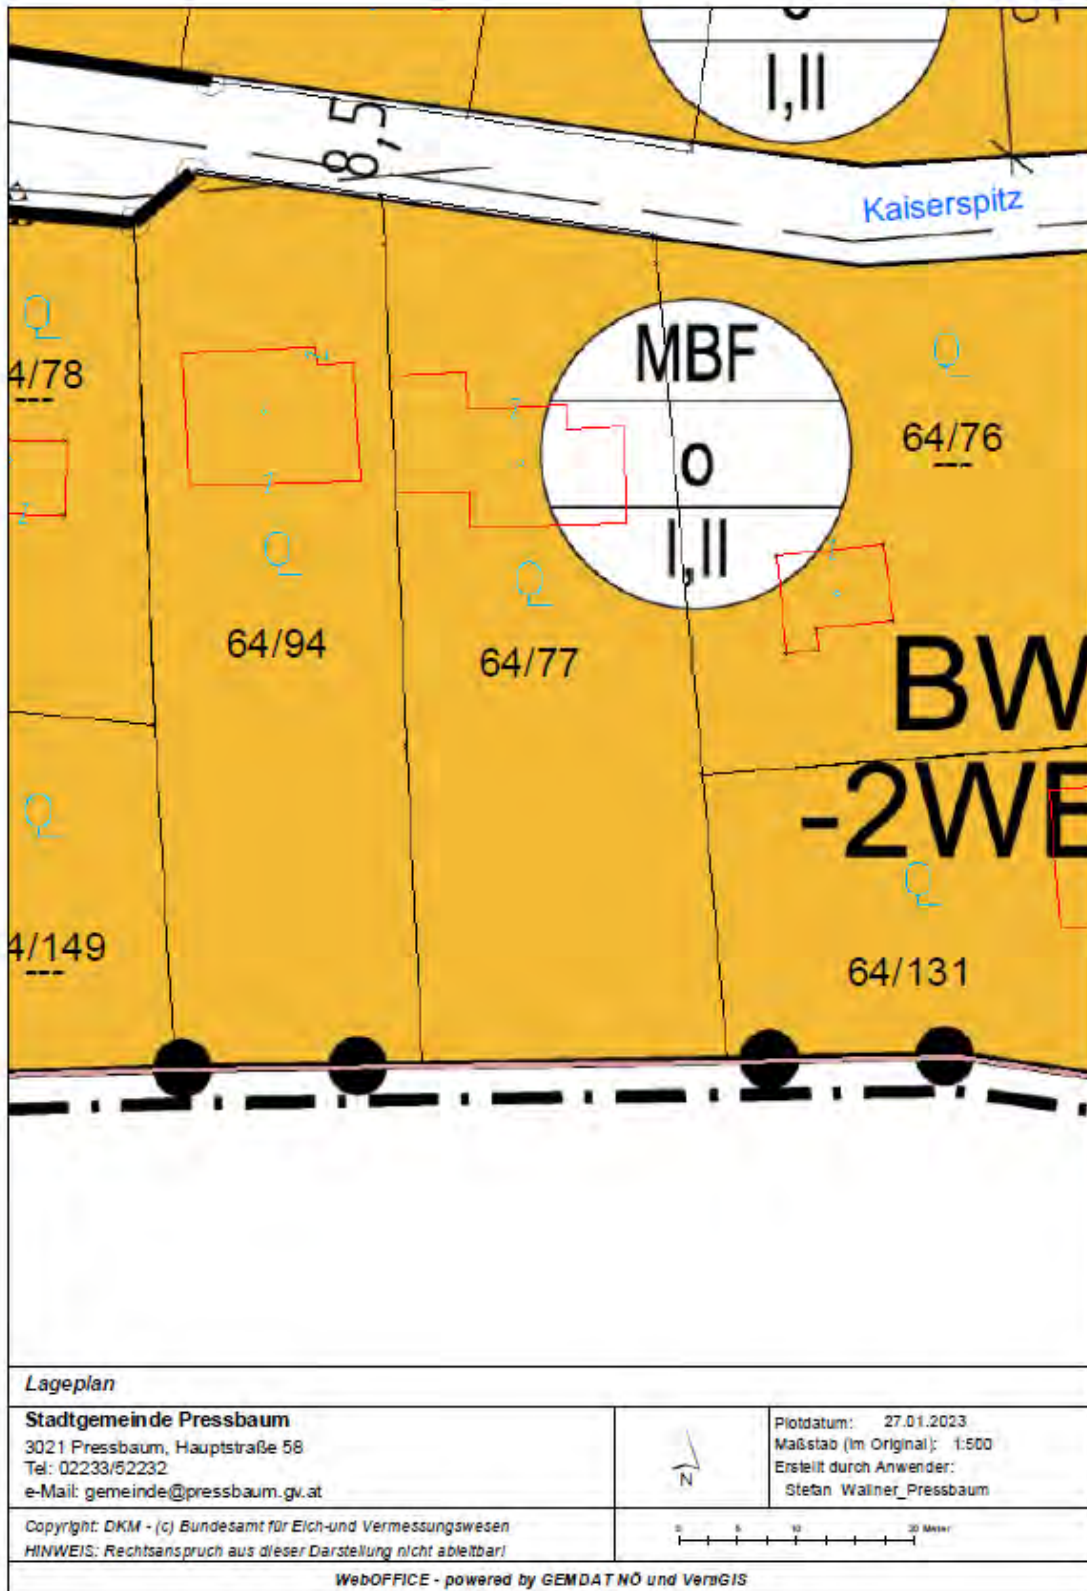 I,II
8,5
Kaiserspitz
MBF
4/78
64/76
o
I,II
64/94
64/77
BW
-2WE
4/149
64/131
Lageplan
Stadtgemeinde Pressbaum
3021 Pressbaum, Hauptstraße 58
Tel: 02233/52232
e-Mail: gemeinde@pressbaum.gv.at
N
Plotdatum: 27.01.2023
Maßstab (im Original): 1:500
Erstellt durch Anwender:
Stefan Wallner_Pressbaum
Copyright: DKM - (c) Bundesamt für Eich-und Vermessungswesen
HINWEIS: Rechtsanspruch aus dieser Darstellung nicht ableitbar!
0 5 10 20 Meter
WebOFFICE - powered by GEMDAT NÖ und VertiGIS